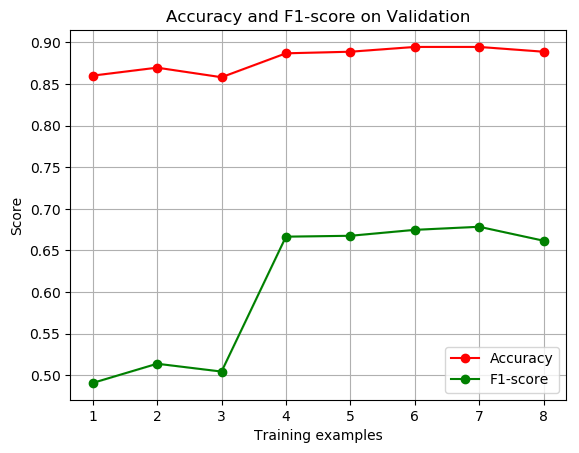 Accuracy and F1-score on Validation
0.90
0.85
0.80
0.75
0.70
0.65
0.60
0.55
0.50
Score
Accuracy
F1-score
1 2 3 4 5 6 7 8
Training examples